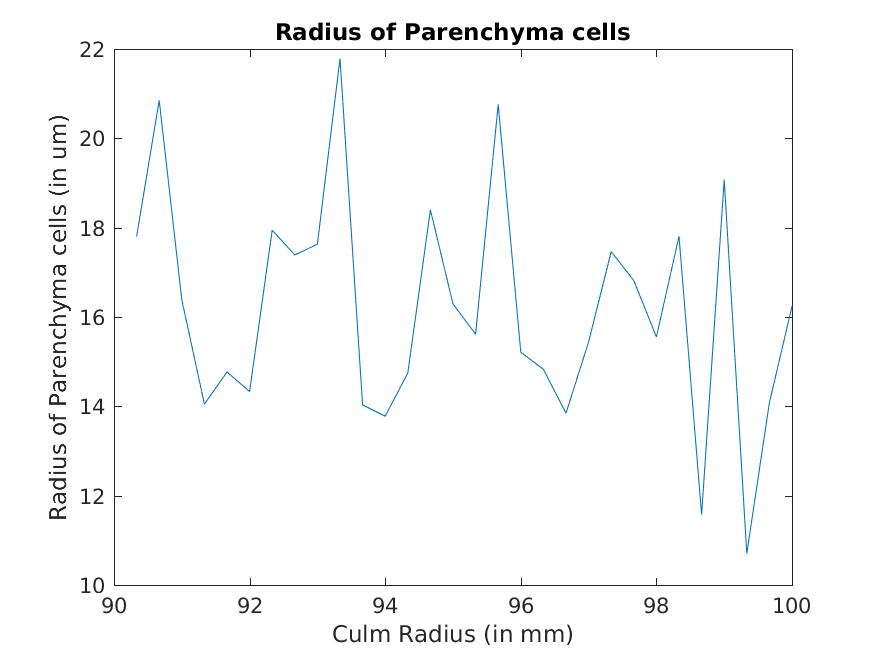 Radius of Parenchyma cells
22
20
18
16
14
12
10
Radius of Parenchyma cells (in um)
90 92 94 96 98 100
Culm Radius (in mm)